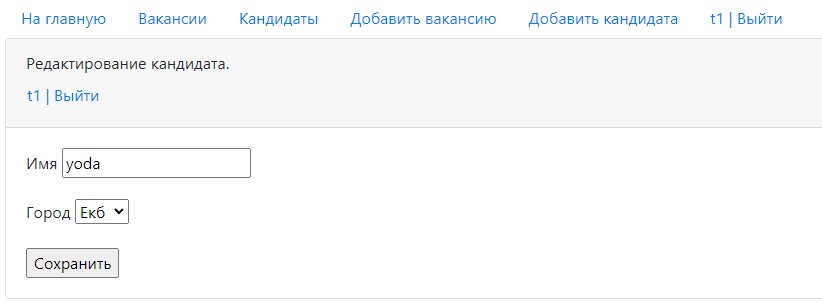 На главную Вакансии Кандидаты Добавить вакансию Добавить кандидата t1 | Выйти
Редактирование кандидата.
t1 | Выйти
Имя yoda
Город Екб
Сохранить